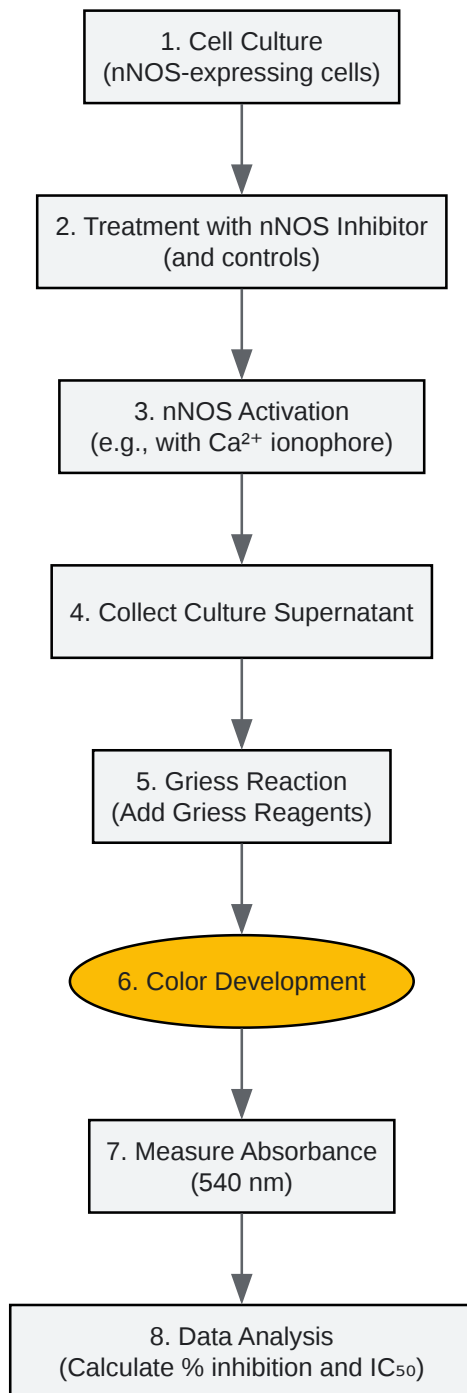 1. Cell Culture
(nNOS-expressing cells)
2. Treatment with nNOS Inhibitor
(and controls)
3. nNOS Activation
(e.g., with Ca²⁺ ionophore)
4. Collect Culture Supernatant
5. Griess Reaction
(Add Griess Reagents)
6. Color Development
7. Measure Absorbance
(540 nm)
8. Data Analysis
(Calculate % inhibition and IC₅₀)